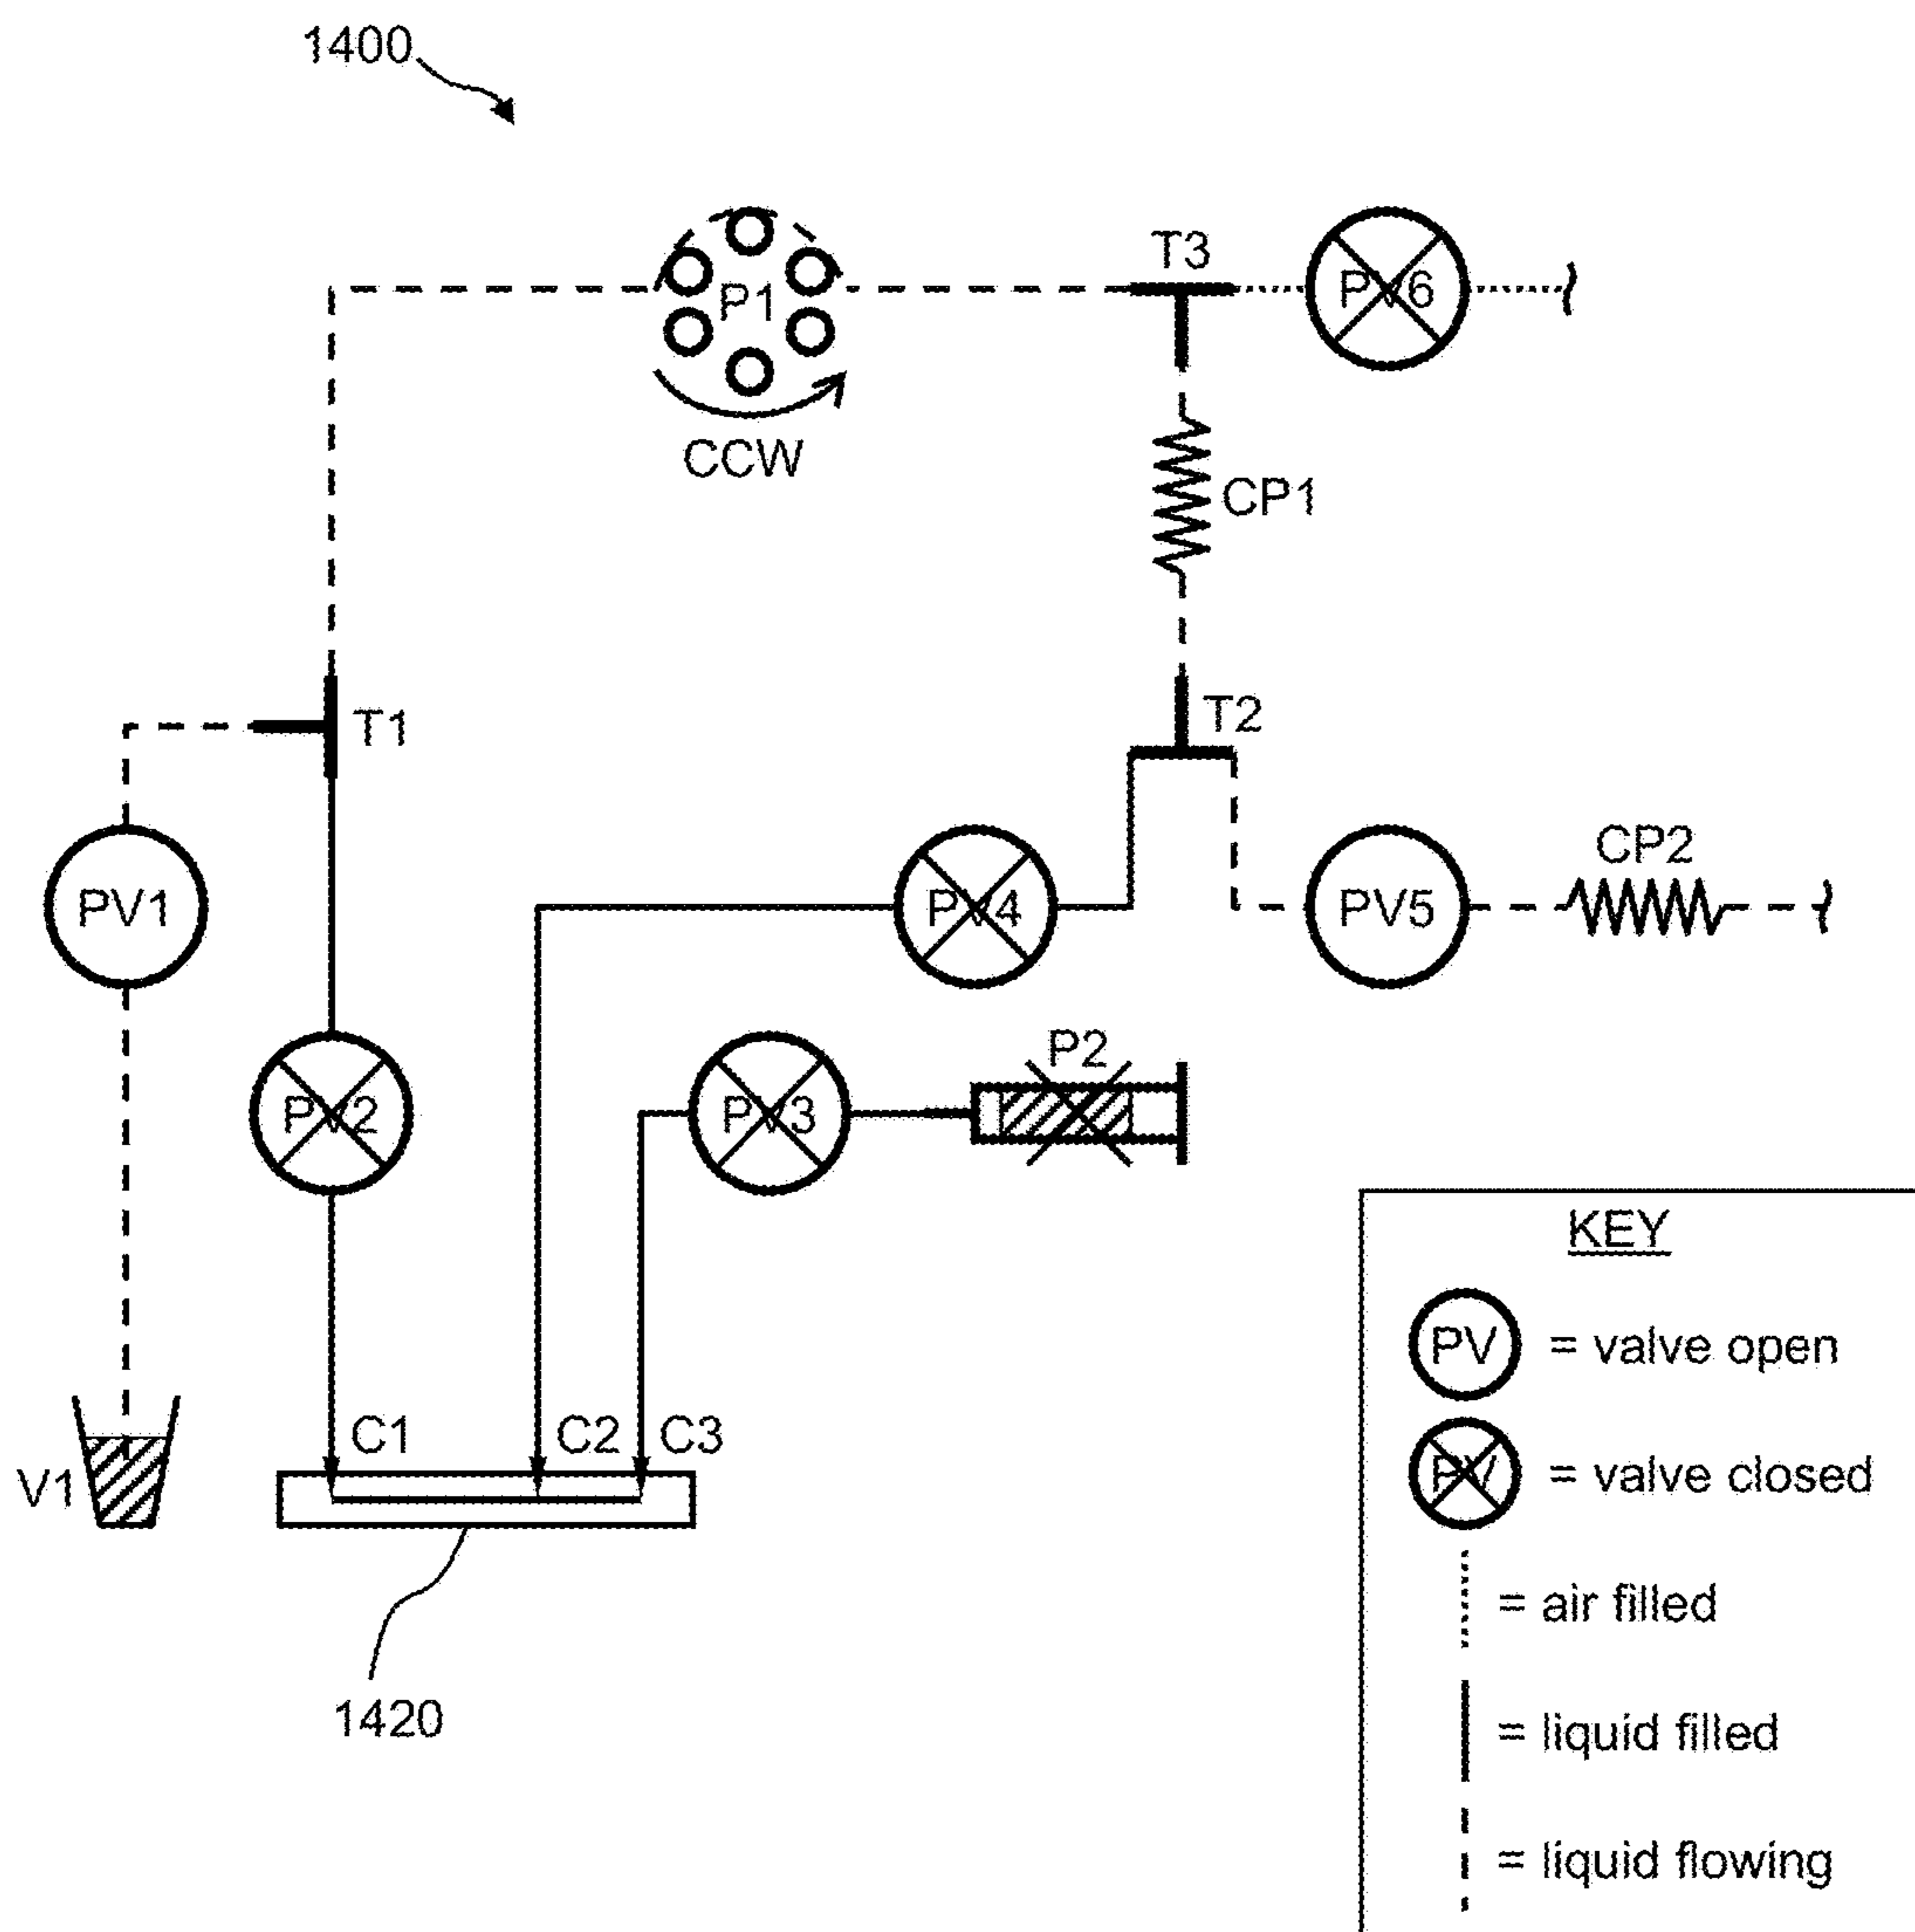 1400
T3
P1
PV6
CCW
CP1
T1
T2
CP2
PV1
PV4
PV5
P2
PV2
PV3
C1
C2
C3
V1
1420
KEY
PV = valve open
PV = valve closed
= air filled
= liquid filled
= liquid flowing